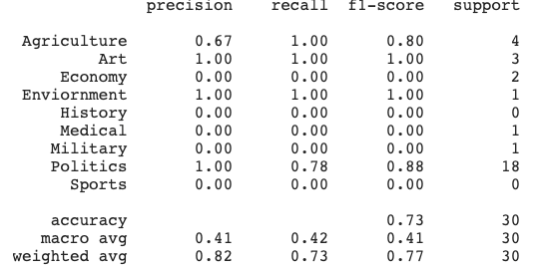 precision recall f1-score support
Agriculture 0.67 1.00 0.80 4
Art 1.00 1.00 1.00 3
Economy 0.00 0.00 0.00 2
Enviornment 1.00 1.00 1.00 1
History 0.00 0.00 0.00 0
Medical 0.00 0.00 0.00 1
Military 0.00 0.00 0.00 1
Politics 1.00 0.78 0.88 18
Sports 0.00 0.00 0.00 0
accuracy 0.73 30
macro avg 0.41 0.42 0.41 30
weighted avg 0.82 0.73 0.77 30